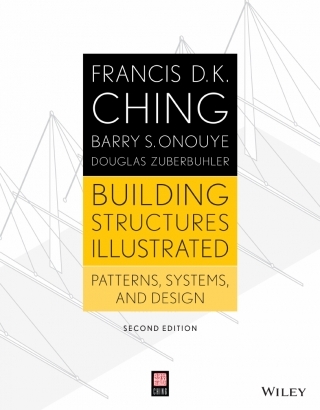 FRANCIS D.K.
CHING
BARRY S. ONOUYE
DOUGLAS ZUBERBUHLER
BUILDING
STRUCTURES
ILLUSTRATED
PATTERNS, SYSTEMS,
AND DESIGN
SECOND EDITION
CHING
WILEY